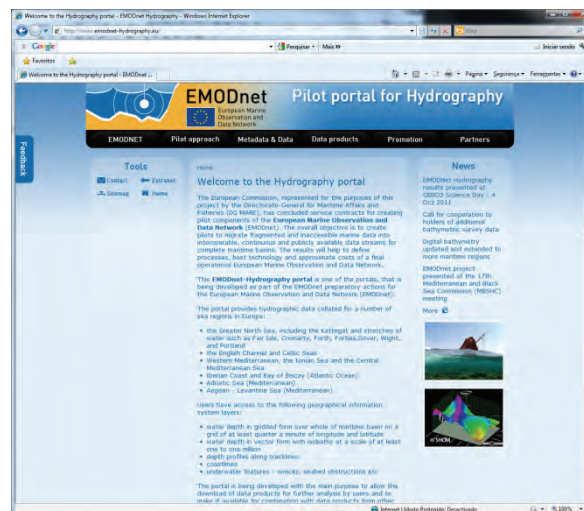 Welcome to the Hydrography portal - EMODnet Hydrography - Windows Internet Explorer
http://www.emodnet-hydrography.eu/
Google
Pesquisar
Mais »
Iniciar sessão
Favoritos
Welcome to the Hydrography portal - EMODnet ...
Página
Segurança
Ferramentas
EMODnet
European Marine
Observation and
Data Network
Pilot portal for Hydrography
EMODNET Pilot approach Metadata & Data Data products Promotion Partners
Feedback
Tools
Contact Extranet
Sitemap Home
Home
Welcome to the Hydrography portal
The European Commission, represented for the purposes of the
project by the Directorate-General for Maritime Affairs and
Fisheries (DG MARE), has concluded service contracts for creating
pilot components of the European Marine Observation and
Data Network (EMODnet). The overall objective is to create
pilots to migrate fragmented and inaccessible marine data into
interoperable, continuous and publicly available data streams for
complete maritime basins. The results will help to define
processes, best technology and approximate costs of a final
operational European Marine Observation and Data Network.
This EMODnet-Hydrography portal is one of the portals, that is
being developed as part of the EMODnet preparatory actions for
the European Marine Observation and Data Network (EMODnet).
The portal provides hydrographic data collated for a number of
sea regions in Europe:
• the Greater North Sea, including the Kattegat and stretches of
water such as Fair Isle, Cromarty, Forth, Forties,Dover, Wight,
and Portland
• the English Channel and Celtic Seas
• Western Mediterranean, the Ionian Sea and the Central
Mediterranean Sea
• Iberian Coast and Bay of Biscay (Atlantic Ocean)
• Adriatic Sea (Mediterranean)
• Aegean - Levantine Sea (Mediterranean)
Users have access to the following geographical information
system layers:
• water depth in gridded form over whole of maritime basin on a
grid of at least quarter a minute of longitude and latitude
• water depth in vector form with isobaths at a scale of at least
one to one million
• depth profiles along tracklines
• coastlines
• underwater features - wrecks, seabed obstructions etc
The portal is being developed with the main purpose to allow the
download of data products for further analysis by users and to
make it available for combination with data products from other
News
EMODNet Hydrography
results presented at
GEBCO Science Day - 4
Oct 2011
Call for cooperation to
holders of additional
bathymetric survey data
Digital bathymetry
updated and extended to
more maritime regions
EMODNet project
presented at the 17th
Mediterranean and Black
Sea Commission (MBSHC)
meeting
More
SHOM
Internet | Modo Protegido: Desactivado
100%